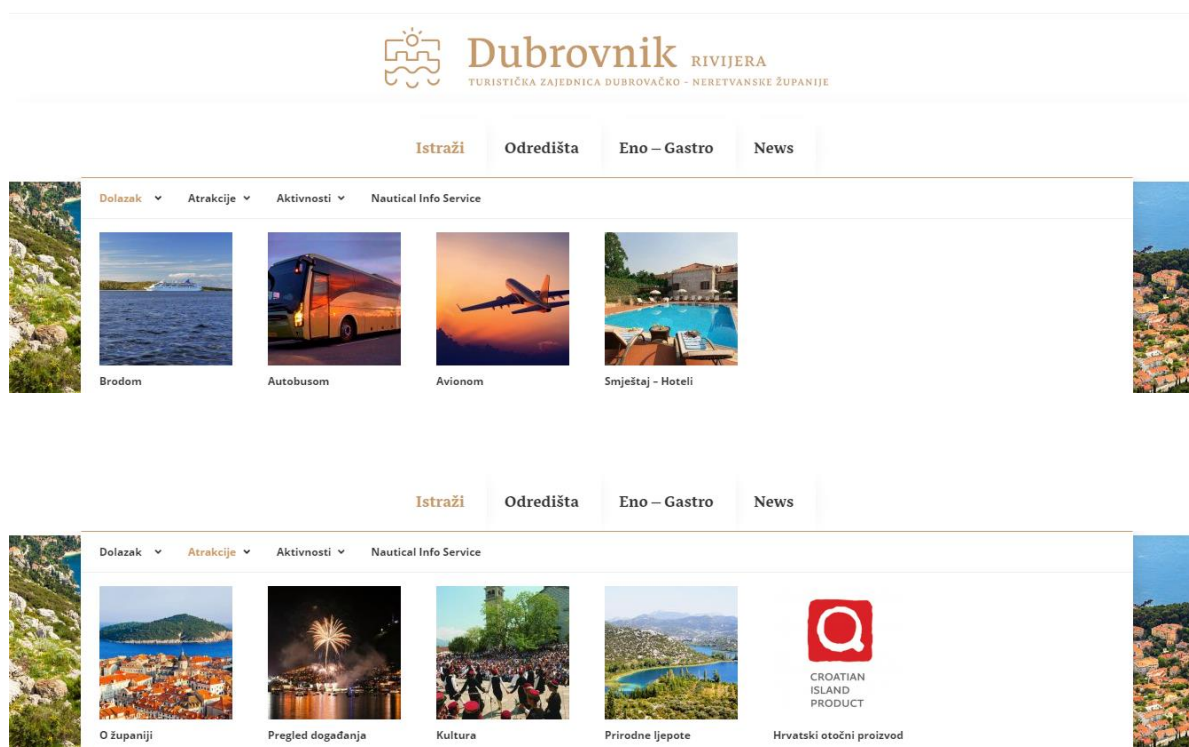 Dubrovnik RIVIJERA
TURISTIČKA ZAJEDNICA DUBROVAČKO - NERETVANSKE ŽUPANIJE
Istraži Odredišta Eno – Gastro News
Dolazak Atrakcije Aktivnosti Nautical Info Service
Brodom Autobusom Avionom Smještaj – Hoteli
Istraži Odredišta Eno – Gastro News
Dolazak Atrakcije Aktivnosti Nautical Info Service
CROATIAN
ISLAND
PRODUCT
O županiji Pregled događanja Kultura Prirodne ljepote Hrvatski otočni proizvod